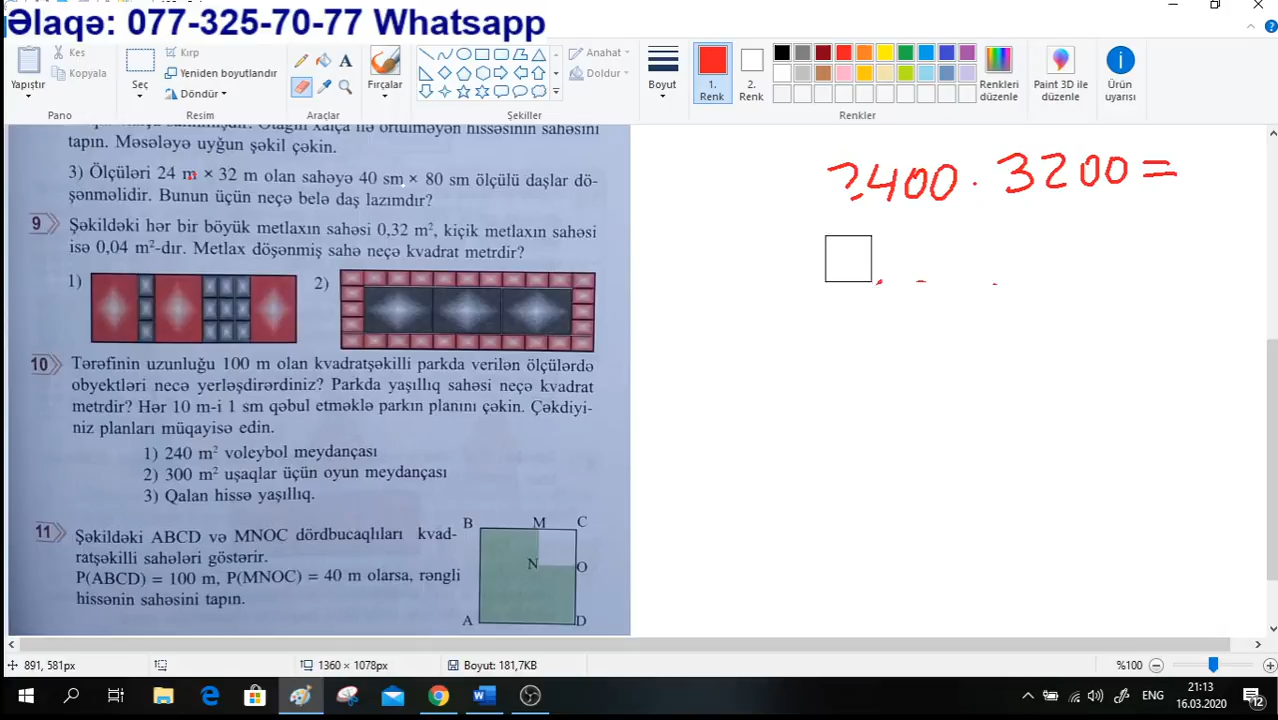 Əlaqə: 077-325-70-77 Whatsapp
Yapıştır
Kes
Kopyala
Pano
Seç
Kırp
Yeniden boyutlandır
Döndür
Resim
Araçlar
Fırçalar
Şekiller
Anahat
Doldur
Boyut
1. Renk
2. Renk
Renkler
Renkleri düzenle
Paint 3D ile düzenle
Ürün uyarısı
ilə örtülməyən hissəsinin sahəsini
tapın. Məsələyə uyğun şəkil çəkin.
3) Ölçüləri 24 m × 32 m olan sahəyə 40 sm × 80 sm ölçülü daşlar dö-
şənməlidir. Bunun üçün neçə belə daş lazımdır?
9 Şəkildəki hər bir böyük metlaxın sahəsi 0,32 m², kiçik metlaxın sahəsi
isə 0,04 m²-dır. Metlax döşənmiş sahə neçə kvadrat metrdir?
1)
2)
10 Tərəfinin uzunluğu 100 m olan kvadratşəkilli parkda verilən ölçülərdə
obyektləri necə yerləşdirərdiniz? Parkda yaşıllıq sahəsi neçə kvadrat
metrdir? Hər 10 m-i 1 sm qəbul etməklə parkın planını çəkin. Çəkdiyi-
niz planları müqayisə edin.
1) 240 m² voleybol meydançası
2) 300 m² uşaqlar üçün oyun meydançası
3) Qalan hissə yaşıllıq.
11 Şəkildəki ABCD və MNOC dördbucaqlıları kvad-
ratşəkilli sahələri göstərir.
P(ABCD) = 100 m, P(MNOC) = 40 m olarsa, rəngli
hissənin sahəsini tapın.
B M C
N O
A D
2400 · 3200 =
891, 581px
1360 × 1078px
Boyut: 181,7KB
%100
ENG
21:13
16.03.2020
12